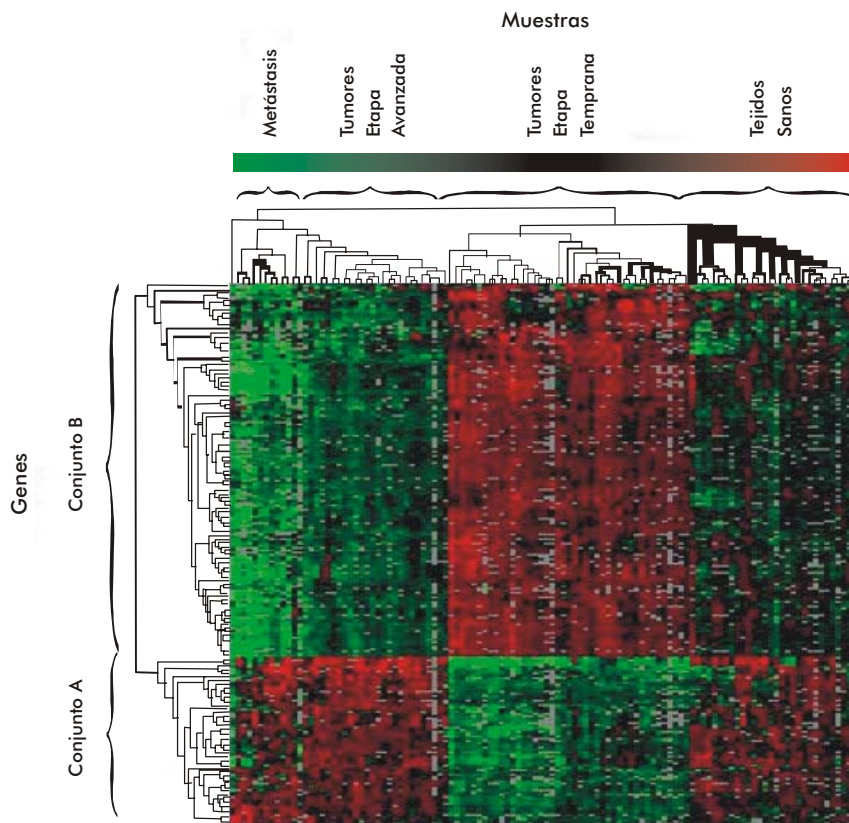 Muestras
Metástasis
Tumores
Etapa
Avanzada
Tumores
Etapa
Temprana
Tejidos
Sanos
Genes
Conjunto B
Conjunto A